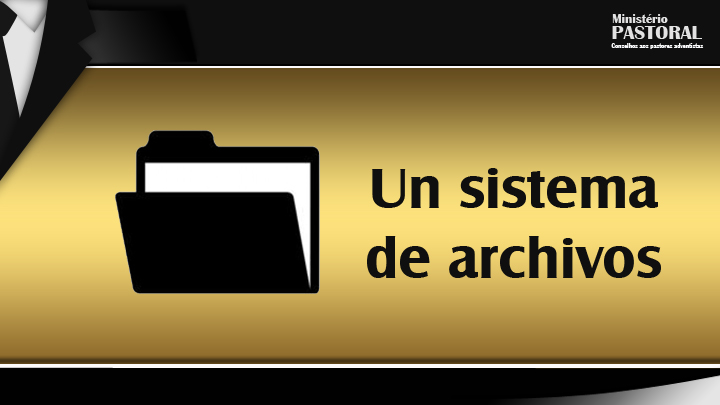 Ministério
PASTORAL
Conselhos aos pastores adventistas
Un sistema
de archivos